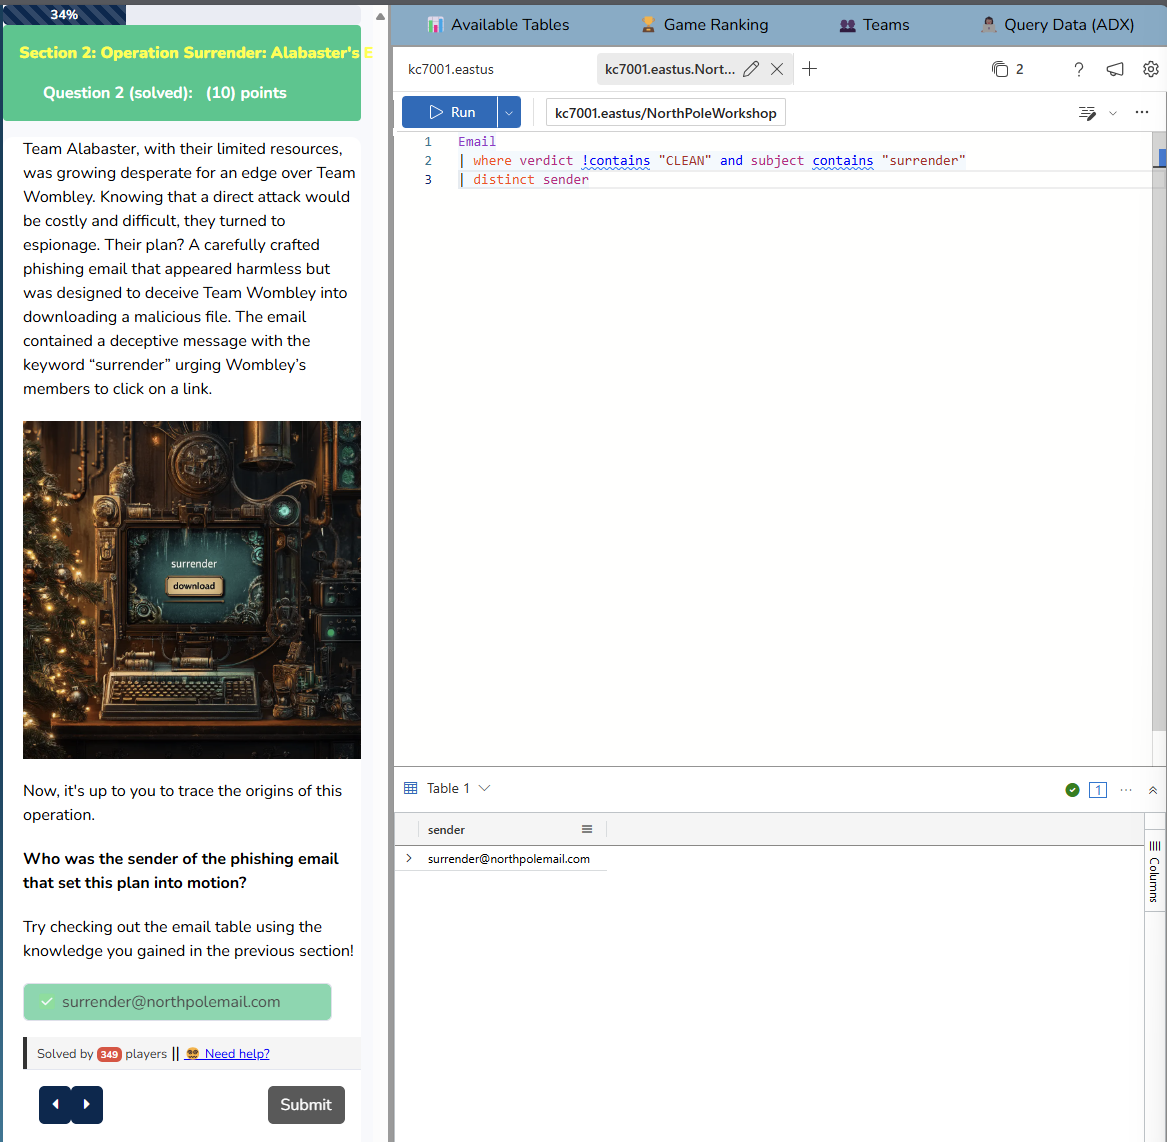 34%
Section 2: Operation Surrender: Alabaster's E
Question 2 (solved): (10) points
Team Alabaster, with their limited resources,
was growing desperate for an edge over Team
Wombley. Knowing that a direct attack would
be costly and difficult, they turned to
espionage. Their plan? A carefully crafted
phishing email that appeared harmless but
was designed to deceive Team Wombley into
downloading a malicious file. The email
contained a deceptive message with the
keyword “surrender” urging Wombley’s
members to click on a link.
surrender
download
Now, it's up to you to trace the origins of this
operation.
Who was the sender of the phishing email
that set this plan into motion?
Try checking out the email table using the
knowledge you gained in the previous section!
surrender@northpolemail.com
Solved by 349 players || Need help?
Submit
Available Tables
Game Ranking
Teams
Query Data (ADX)
kc7001.eastus
kc7001.eastus.Nort...
2
Run
kc7001.eastus/NorthPoleWorkshop
1 Email
2 | where verdict !contains "CLEAN" and subject contains "surrender"
3 | distinct sender
Table 1
1
sender
surrender@northpolemail.com
Columns